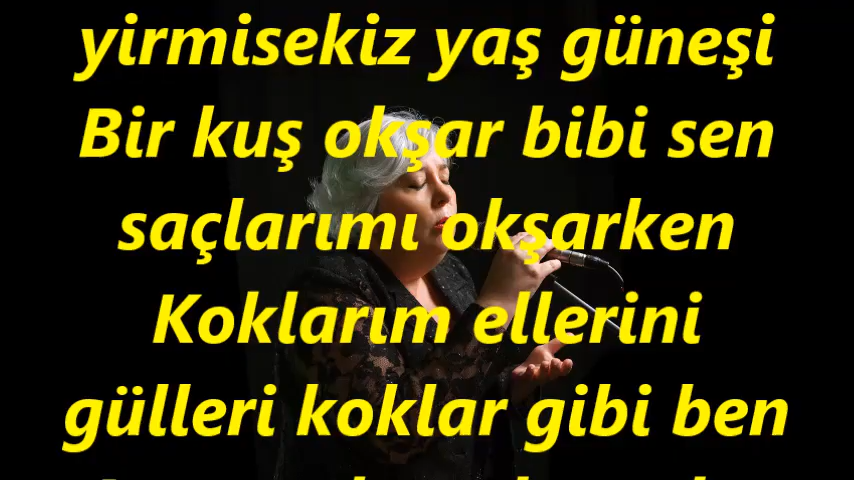 yirmisekiz yaş güneşi
Bir kuş okşar bibi sen
saçlarımı okşarken
Koklarım ellerini
gülleri koklar gibi ben